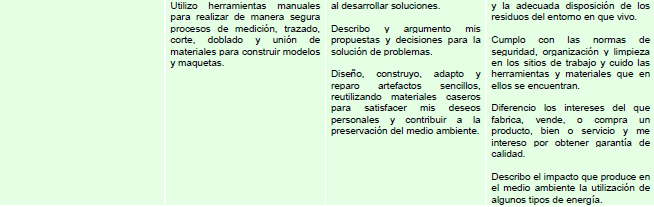 Utilizo herramientas manuales
para realizar de manera segura
procesos de medición, trazado,
corte, doblado y unión de
materiales para construir modelos
y maquetas.
al desarrollar soluciones.
Describo y argumento mis
propuestas y decisiones para la
solución de problemas.
Diseño, construyo, adapto y
reparo artefactos sencillos,
reutilizando materiales caseros
para satisfacer mis deseos
personales y contribuir a la
preservación del medio ambiente.
y la adecuada disposición de los
residuos del entorno en que vivo.
Cumplo con las normas de
seguridad, organización y limpieza
en los sitios de trabajo y cuido las
herramientas y materiales que en
ellos se encuentran.
Diferencio los intereses del que
fabrica, vende, o compra un
producto, bien o servicio y me
intereso por obtener garantía de
calidad.
Describo el impacto que produce en
el medio ambiente la utilización de
algunos tipos de energía.